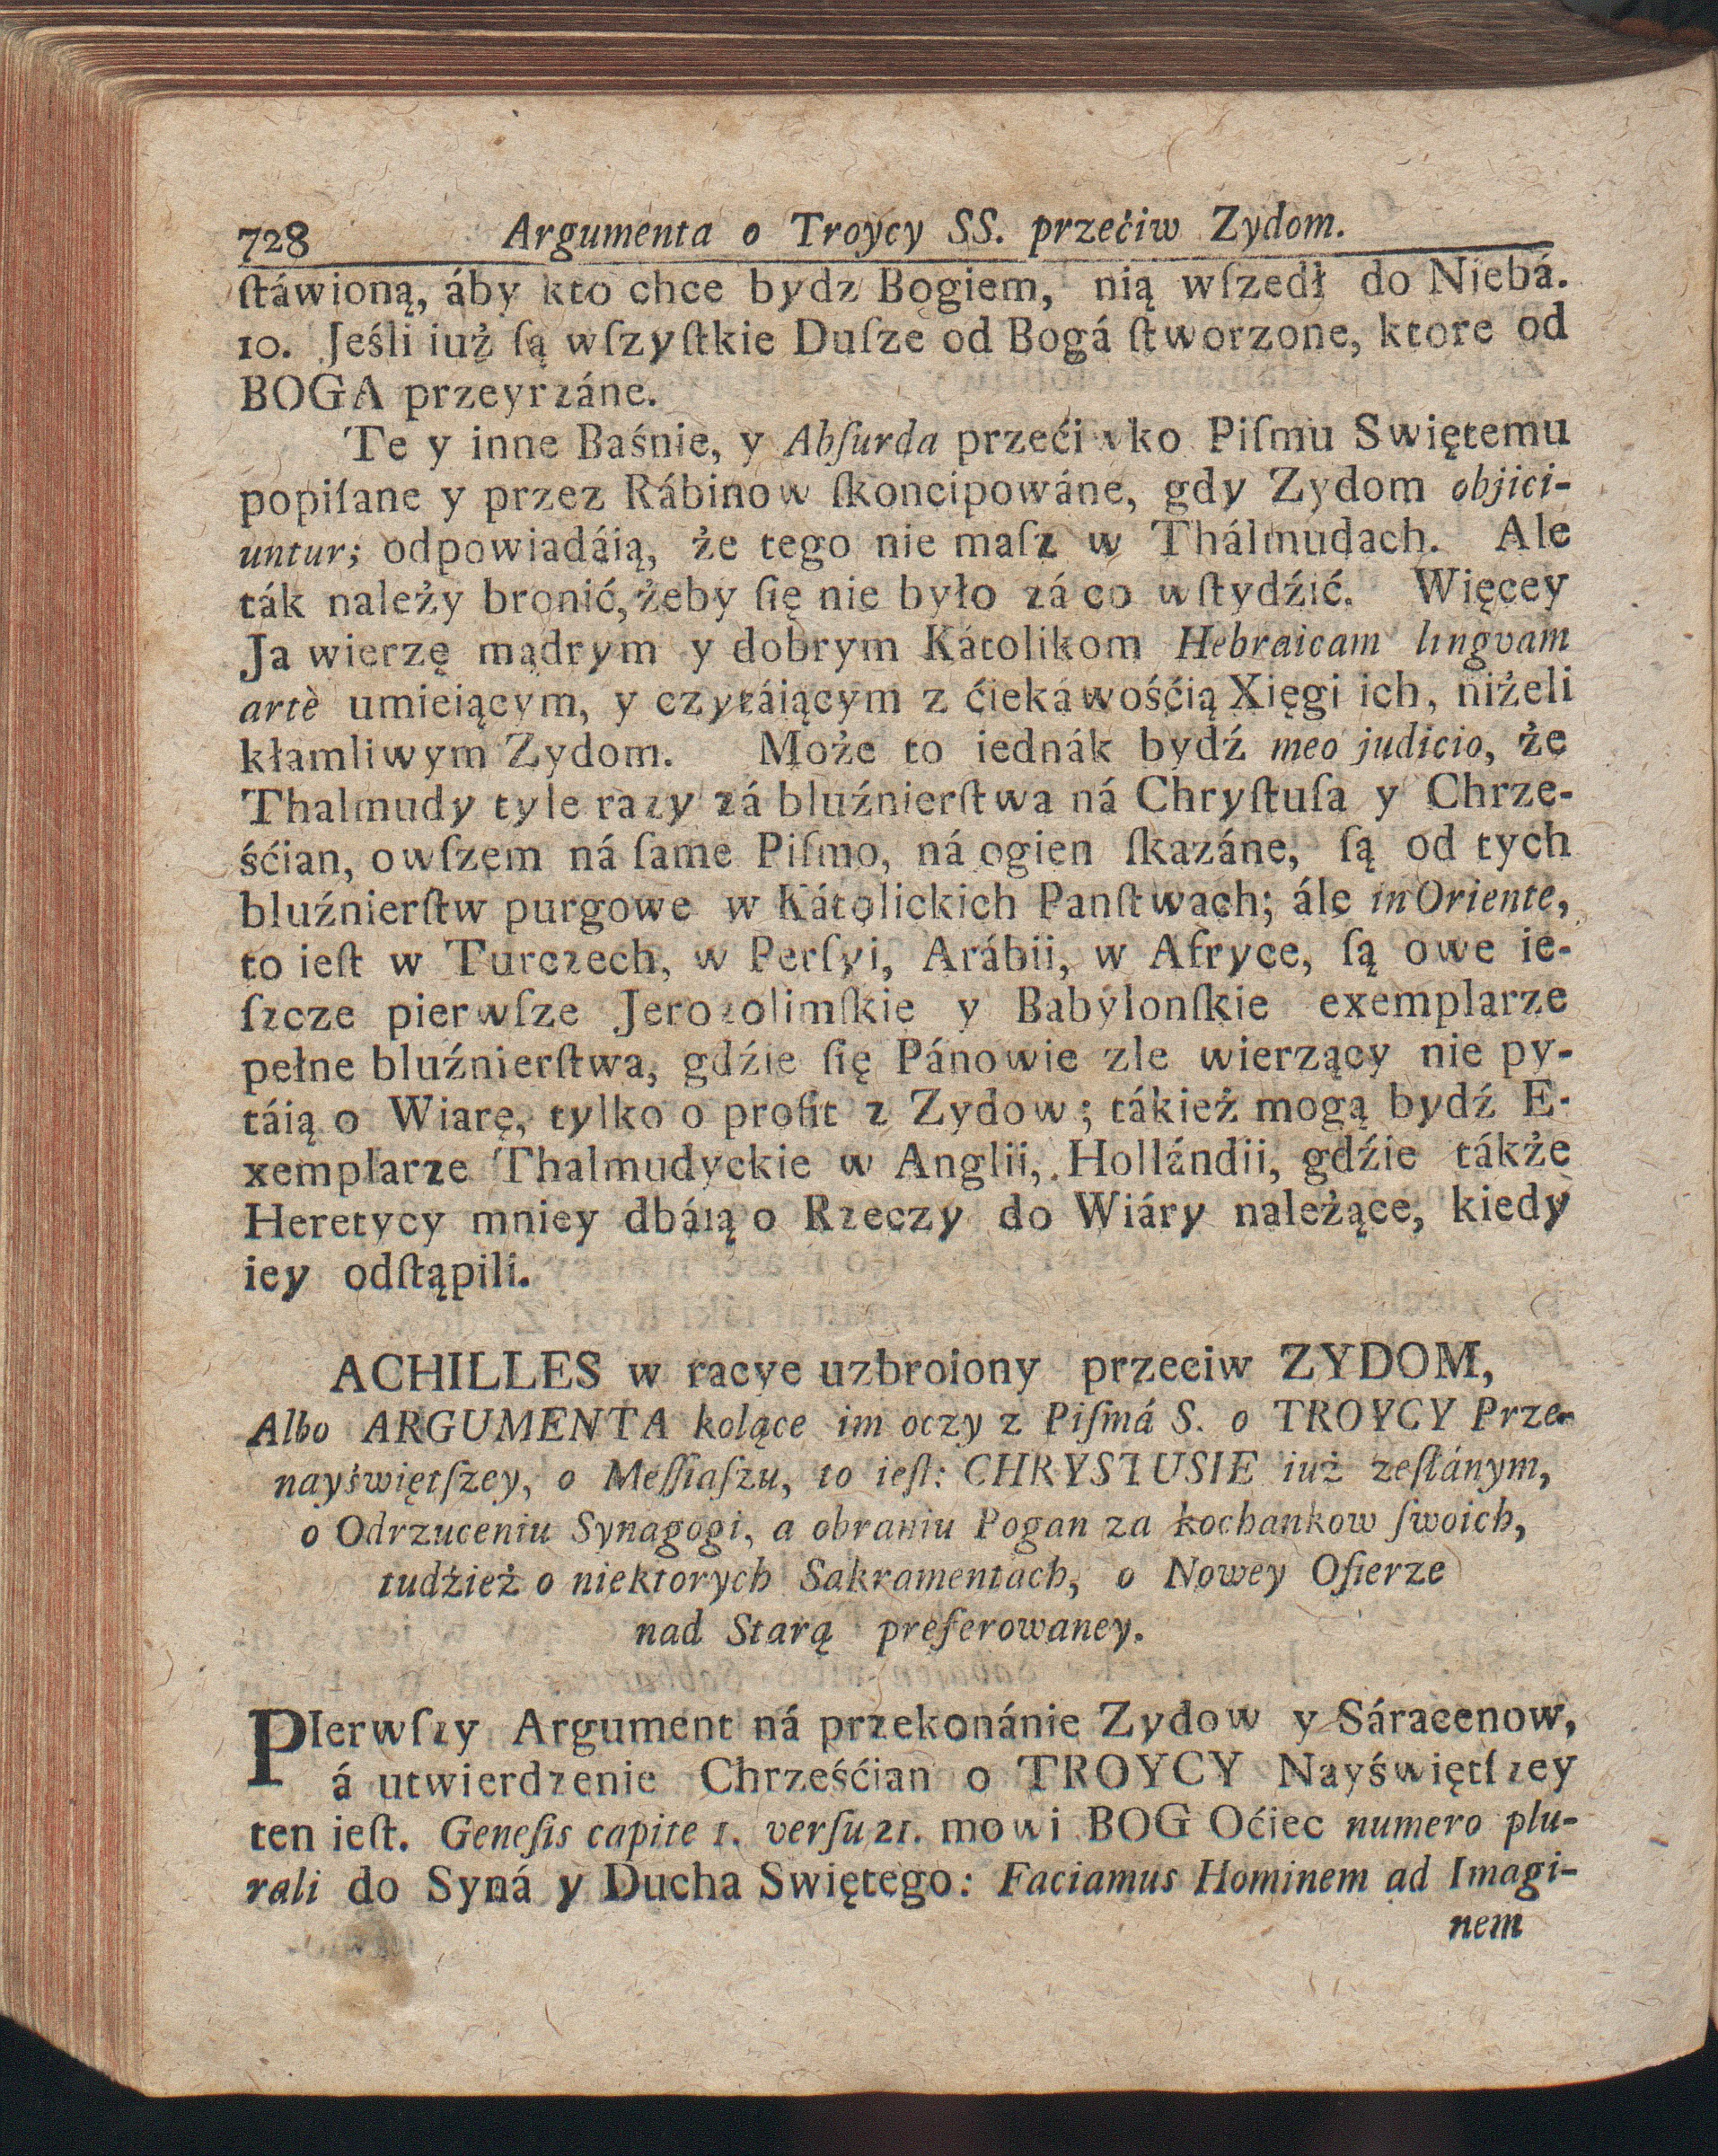 728 Argumenta o Troycy SS. przećiw Zydom.
ſtáwioną, áby kto chce bydz Bogiem, nią wſzedł do Niebá.
10. Jeśli iuż ſą wſzyſtkie Duſze od Bogá ſtworzone, ktore od
BOGA przeyrzáne.
Te y inne Baśnie, y Abſurda przećiwko Piſmu Swiętemu
popiſane y przez Rábinow ſkoncipowáne, gdy Zydom objici-
untur; odpowiadáią, że tego nie maſz w Thálmudach. Ale
ták należy bronić, żeby ſię nie było zá co wſtydźić. Więcey
Ja wierzę mądrym y dobrym Kátolikom Hebraicam lingvam
artè umieiącym, y czytáiącym z ćiekáwośćią Xięgi ich, niżeli
kłamliwym Zydom. Może to iednák bydź meo judicio, że
Thalmudy tyle razy zá bluźnierſtwa ná Chryſtuſa y Chrze-
śćian, owſzem ná ſame Piſmo, ná ogien ſkazáne, ſą od tych
bluźnierſtw purgowe w Kátolickich Panſtwach; ále in Oriente,
to ieſt w Turczech, w Perſyi, Arábii, w Afryce, ſą owe ie-
ſzcze pierwſze Jerozolimſkie y Babylonſkie exemplarze
pełne bluźnierſtwa, gdźie ſię Pánowie zle wierzący nie py-
táią o Wiarę, tylko o profit z Zydow; tákież mogą bydź E-
xemplarze Thalmudyckie w Anglii, Hollándii, gdźie tákże
Heretycy mniey dbáią o Rzeczy do Wiáry należące, kiedy
iey odſtąpili.
ACHILLES w racye uzbroiony przeciw ZYDOM,
Albo ARGUMENTA kolące im oczy z Piſmá S. o TROYCY Prze-
nayświętſzey, o Meſſiaſzu, to ieſt: CHRYSTUSIE iuż zeſłánym,
o Odrzuceniu Synagogi, a obraniu Pogan za kochankow ſwoich,
tudźież o niektorych Sakramentach, o Nowey Ofierze
nad Starą preferowaney.
PIerwſzy Argument ná przekonánie Zydow y Sáracenow,
á utwierdzenie Chrześćian o TROYCY Nayświętſzey
ten ieſt. Geneſis capite 1. verſu 21. mowi BOG Oćiec numero plu-
rali do Syná y Ducha Swiętego: Faciamus Hominem ad Imagi-
nem